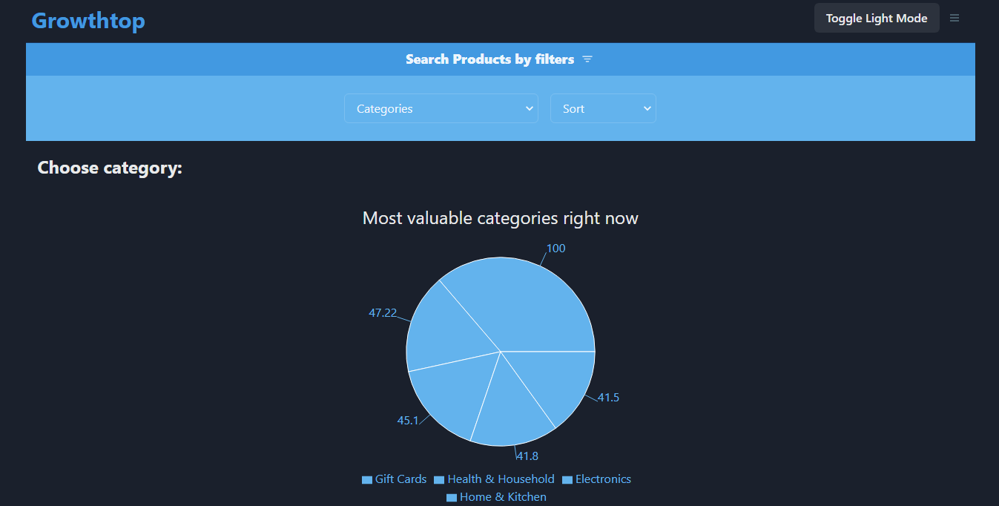 Growthtop
Toggle Light Mode
Search Products by filters
Categories
Sort
Choose category:
Most valuable categories right now
100
47.22
41.5
45.1
41.8
Gift Cards Health & Household Electronics
Home & Kitchen